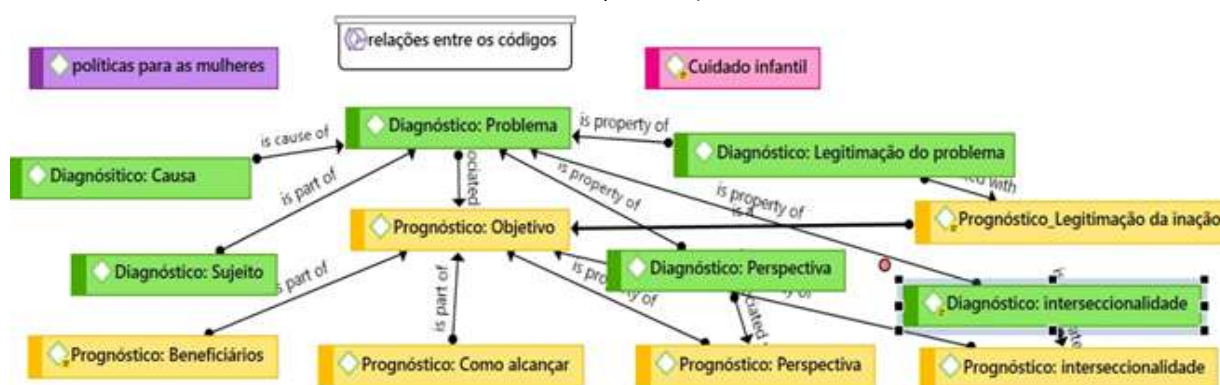 relações entre os códigos
políticas para as mulheres
Cuidado infantil
Diagnóstico: Problema
is property of
is cause of
Diagnósitico: Causa
Diagnóstico: Legitimação do problema
is part of
is property of
is property of
with
is a
Prognóstico: Objetivo
Prognóstico_Legitimação da inação
Diagnóstico: Sujeito
Diagnóstico: Perspectiva
part of
is part of
of
Diagnóstico: interseccionalidade
Prognóstico: Beneficiários
Prognóstico: Como alcançar
Prognóstico: Perspectiva
Prognóstico: interseccionalidade